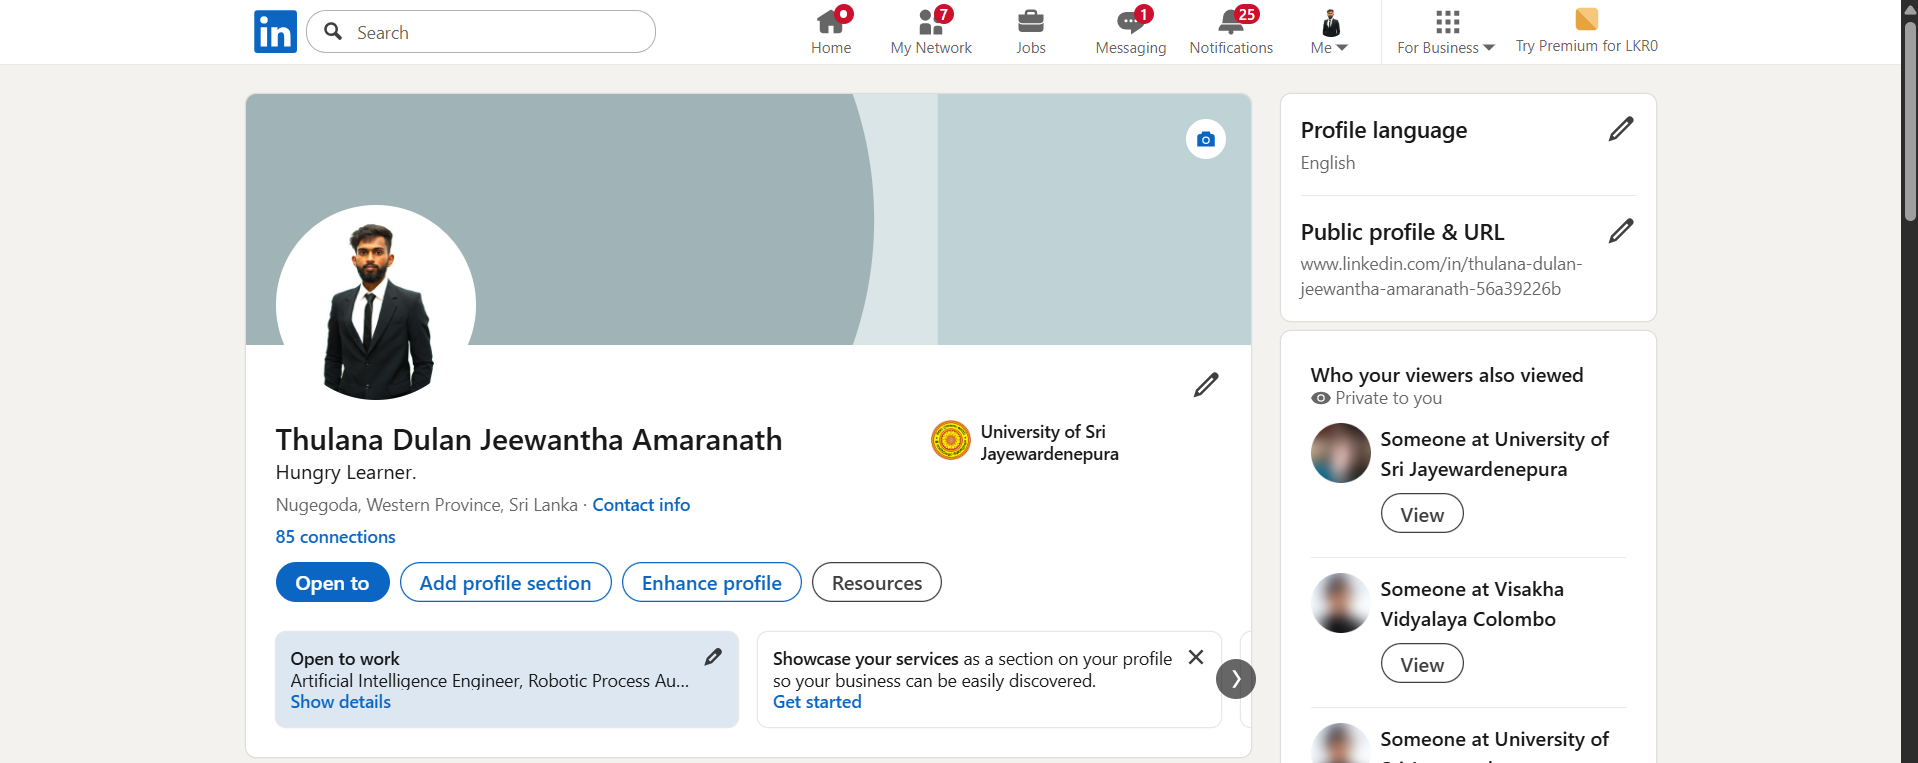 in
Search
Home
7
My Network
Jobs
1
Messaging
25
Notifications
Me
For Business
Try Premium for LKR0
Thulana Dulan Jeewantha Amaranath
Hungry Learner.
Nugegoda, Western Province, Sri Lanka · Contact info
85 connections
University of Sri
Jayewardenepura
Open to
Add profile section
Enhance profile
Resources
Open to work
Artificial Intelligence Engineer, Robotic Process Au...
Show details
Showcase your services as a section on your profile
so your business can be easily discovered.
Get started
Profile language
English
Public profile & URL
www.linkedin.com/in/thulana-dulan-
jeewantha-amaranath-56a39226b
Who your viewers also viewed
Private to you
Someone at University of
Sri Jayewardenepura
View
Someone at Visakha
Vidyalaya Colombo
View
Someone at University of